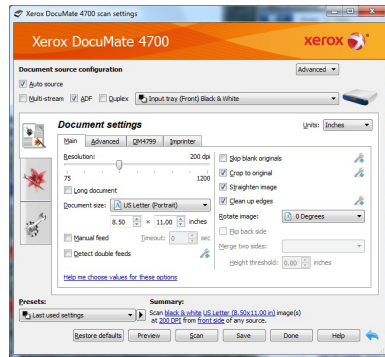 Xerox DocuMate 4700 scan settings
Xerox DocuMate 4700
xerox
Document source configuration
Advanced
Auto source
Multi-stream ADF Duplex Input tray (Front) Black & White
Document settings Units: Inches
Main Advanced DM4799 Imprinter
Resolution: 200 dpi
75 1200
Long document
Document size: US Letter (Portrait)
8.50 × 11.00 inches
Manual feed Timeout: 0 sec
Detect double feeds
Help me choose values for these options
Skip blank originals
Crop to original
Straighten image
Clean up edges
Rotate image: 0 Degrees
Flip back side
Merge two sides:
Height threshold: 0.00 inches
Presets: Summary:
Last used settings Scan black & white US Letter (8.50x11.00 in) image(s)
at 200 DPI from front side of any source.
Restore defaults Preview Scan Save Done Help